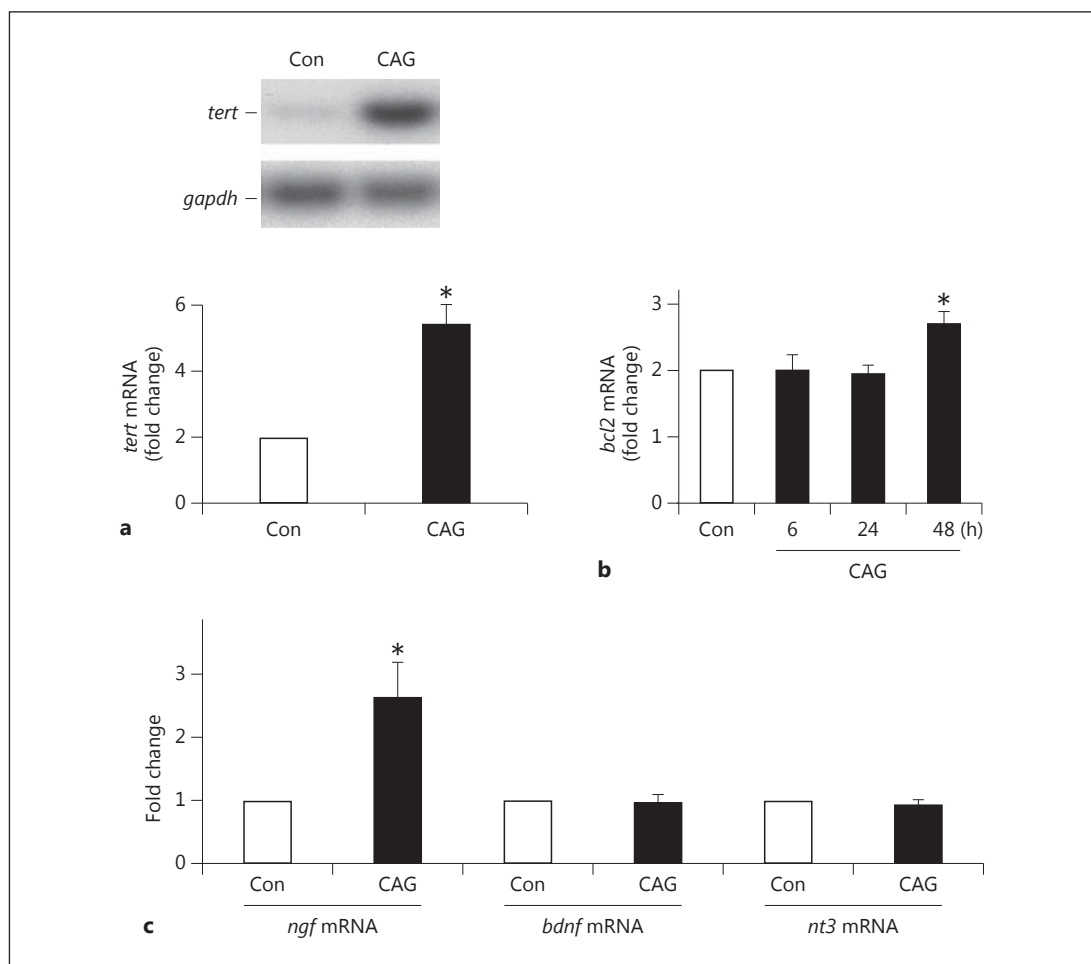 Con CAG
tert –
gapdh –
6
4
2
0
tert mRNA
(fold change)
*
Con CAG
a
3
2
1
0
bcl2 mRNA
(fold change)
*
Con 6 24 48 (h)
CAG
b
3
2
1
0
Fold change
*
Con CAG Con CAG Con CAG
ngf mRNA bdnf mRNA nt3 mRNA
c